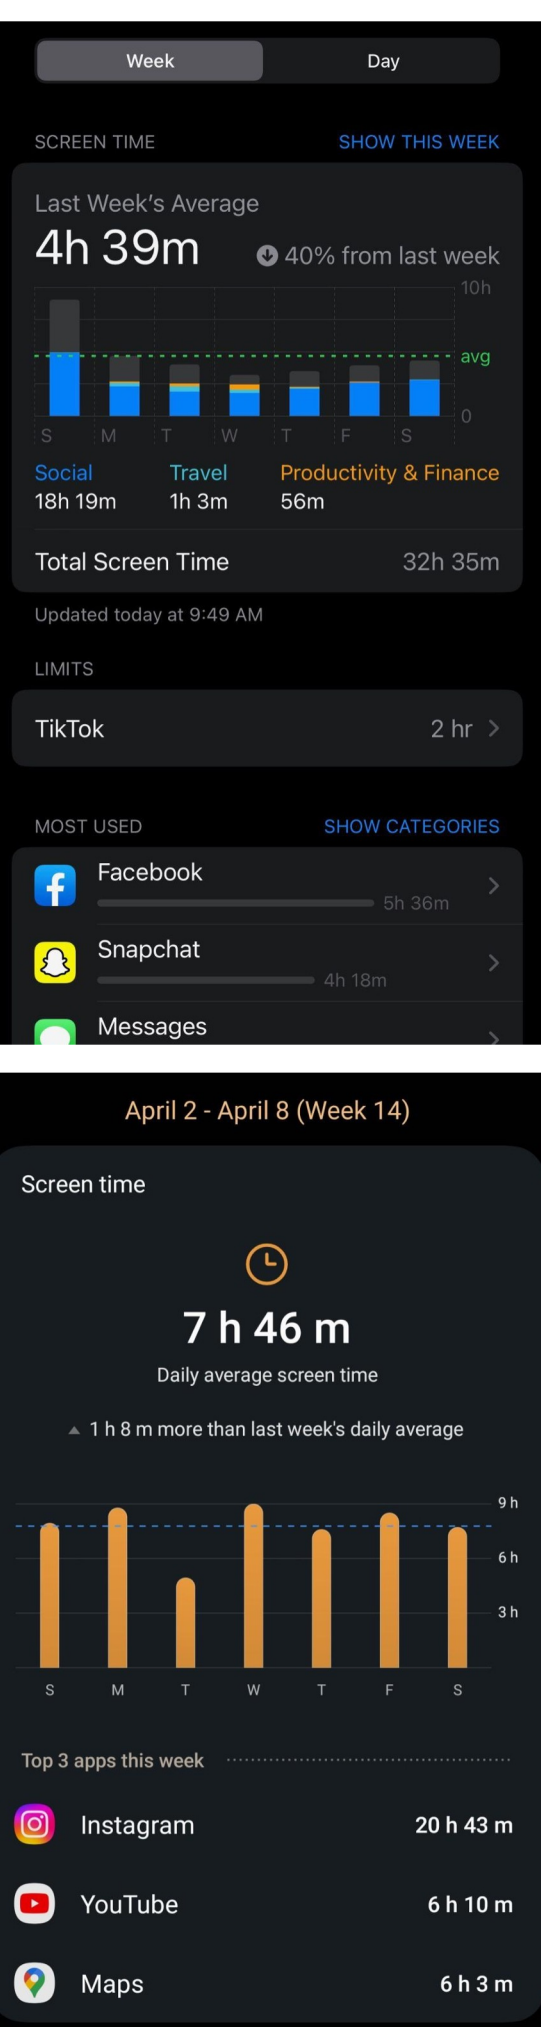 Week Day
SCREEN TIME SHOW THIS WEEK
Last Week's Average
4h 39m 40% from last week
10h
avg
0
S M T W T F S
Social Travel Productivity & Finance
18h 19m 1h 3m 56m
Total Screen Time 32h 35m
Updated today at 9:49 AM
LIMITS
TikTok 2 hr
MOST USED SHOW CATEGORIES
Facebook
5h 36m
Snapchat
4h 18m
Messages
April 2 - April 8 (Week 14)
Screen time
7 h 46 m
Daily average screen time
1 h 8 m more than last week's daily average
9 h
6 h
3 h
S M T W T F S
Top 3 apps this week
Instagram 20 h 43 m
YouTube 6 h 10 m
Maps 6 h 3 m